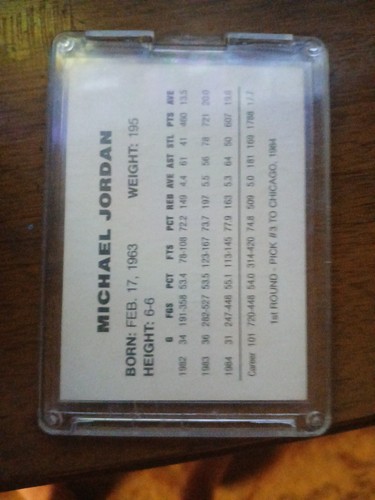 MICHAEL JORDAN
BORN: FEB. 17, 1963 WEIGHT: 195
HEIGHT: 6-6
G FGS PCT FTS PCT REB AVE AST STL PTS AVE
1982 34 191-358 53.4 78-108 72.2 149 4.4 61 41 460 13.5
1983 36 282-527 53.5 123-167 73.7 197 5.5 56 78 721 20.0
1984 31 247-448 55.1 113-145 77.9 163 5.3 64 50 607 19.6
Career 101 720-448 54.0 314-420 74.8 509 5.0 181 169 1788 17.7
1st ROUND - PICK #3 TO CHICAGO, 1984